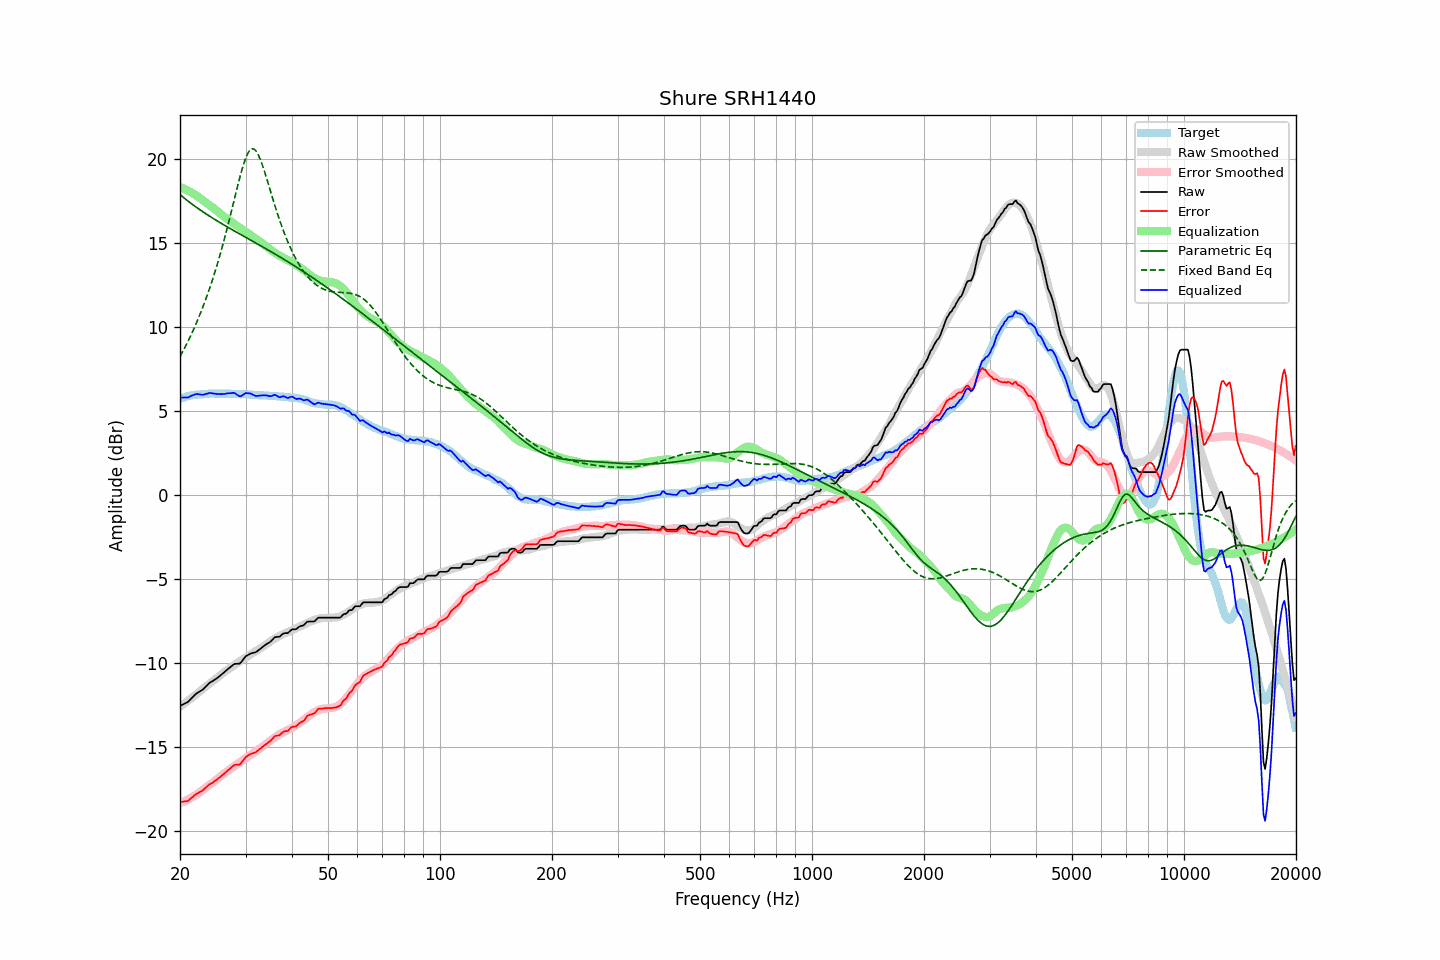 Shure SRH1440
Amplitude (dBr)
20
15
10
5
0
−5
−10
−15
−20
Target
Raw Smoothed
Error Smoothed
Raw
Error
Equalization
Parametric Eq
Fixed Band Eq
Equalized
20 50 100 200 500 1000 2000 5000 10000 20000
Frequency (Hz)